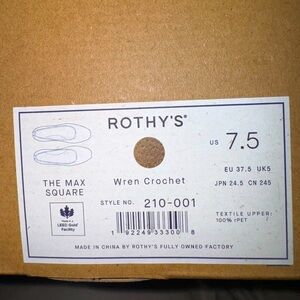 ROTHY'S®
US 7.5
EU 37.5 UK5
JPN 24.5 CN 245
THE MAX
SQUARE
Wren Crochet
STYLE NO. 210-001
Made in a
LEED Gold
Facility
1 92249 33300 8
TEXTILE UPPER:
100% rPET
MADE IN CHINA BY ROTHY'S FULLY OWNED FACTORY